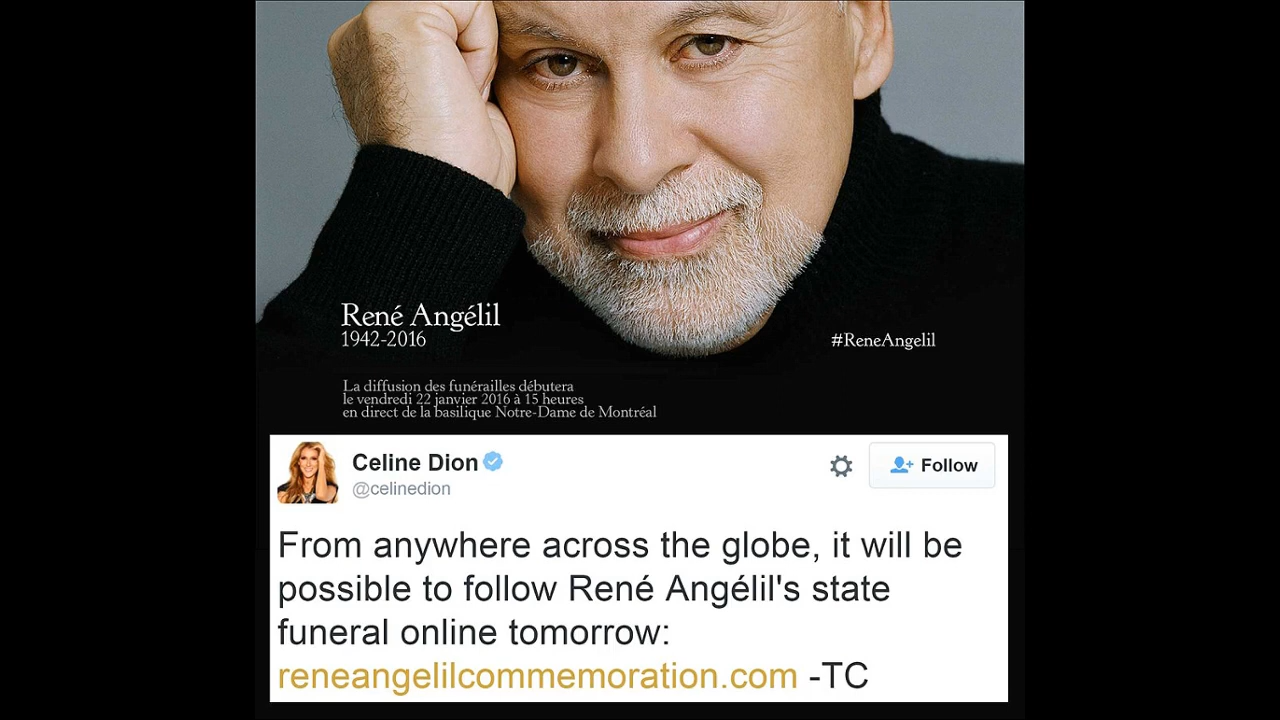 René Angélil
1942-2016
#ReneAngelil
La diffusion des funérailles débutera
le vendredi 22 janvier 2016 à 15 heures
en direct de la basilique Notre-Dame de Montréal
Celine Dion
@celinedion
Follow
From anywhere across the globe, it will be
possible to follow René Angélil's state
funeral online tomorrow:
reneangelilcommemoration.com -TC